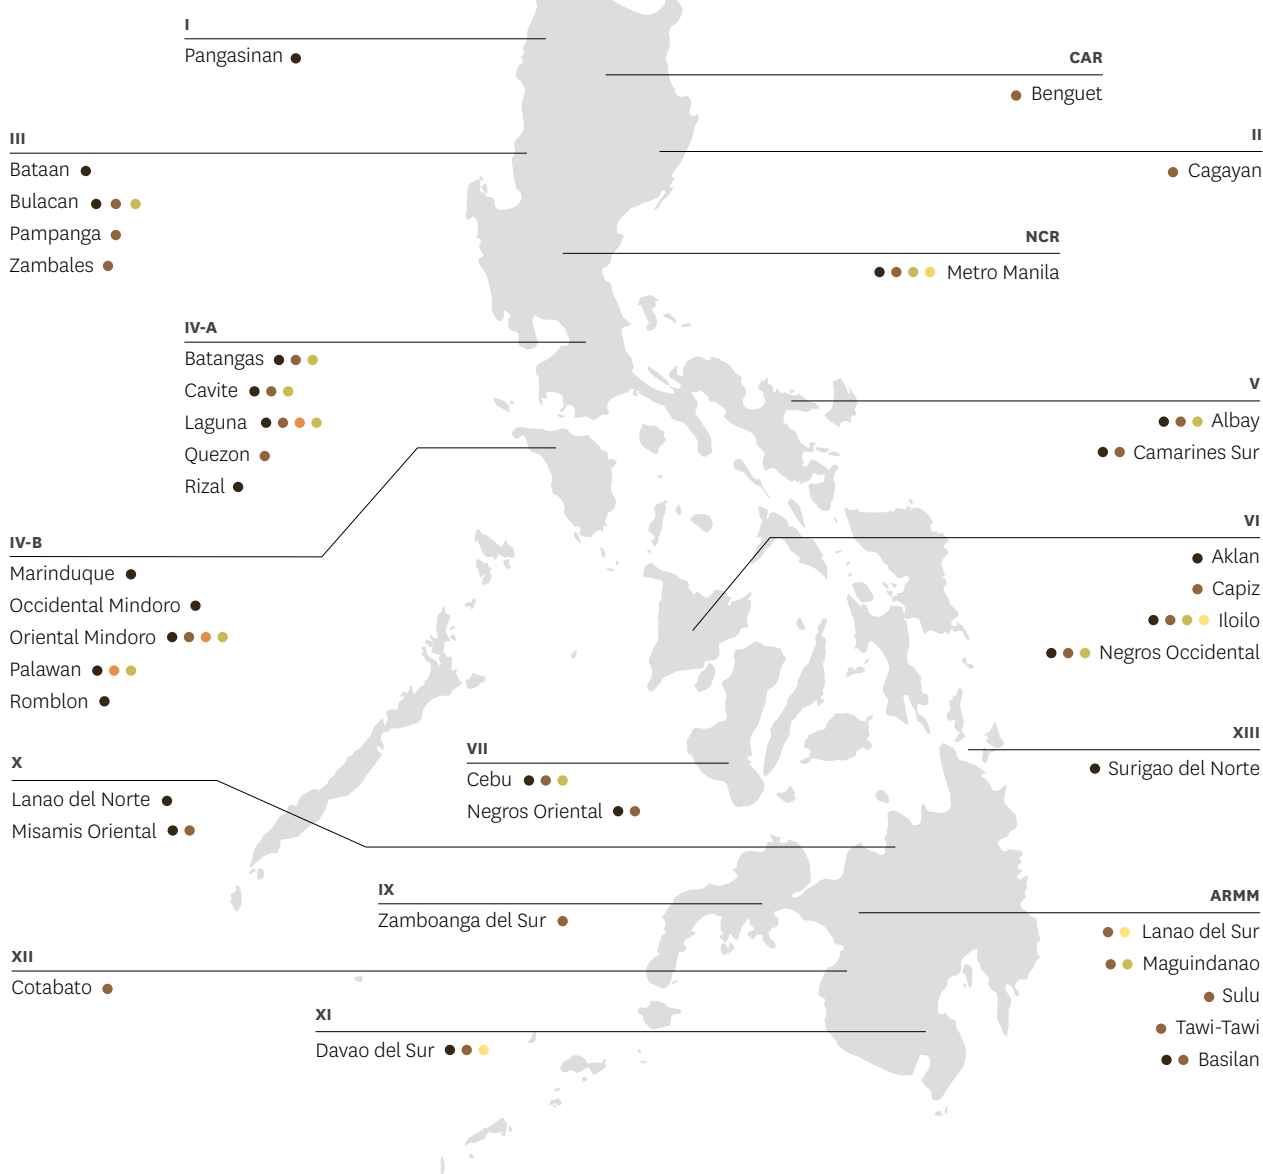 I
Pangasinan
CAR
Benguet
III
Bataan
Bulacan
Pampanga
Zambales
II
Cagayan
NCR
Metro Manila
IV-A
Batangas
Cavite
Laguna
Quezon
Rizal
V
Albay
Camarines Sur
IV-B
Marinduque
Occidental Mindoro
Oriental Mindoro
Palawan
Romblon
VI
Aklan
Capiz
Iloilo
Negros Occidental
VII
Cebu
Negros Oriental
XIII
Surigao del Norte
X
Lanao del Norte
Misamis Oriental
IX
Zamboanga del Sur
ARMM
Lanao del Sur
Maguindanao
Sulu
Tawi-Tawi
Basilan
XII
Cotabato
XI
Davao del Sur